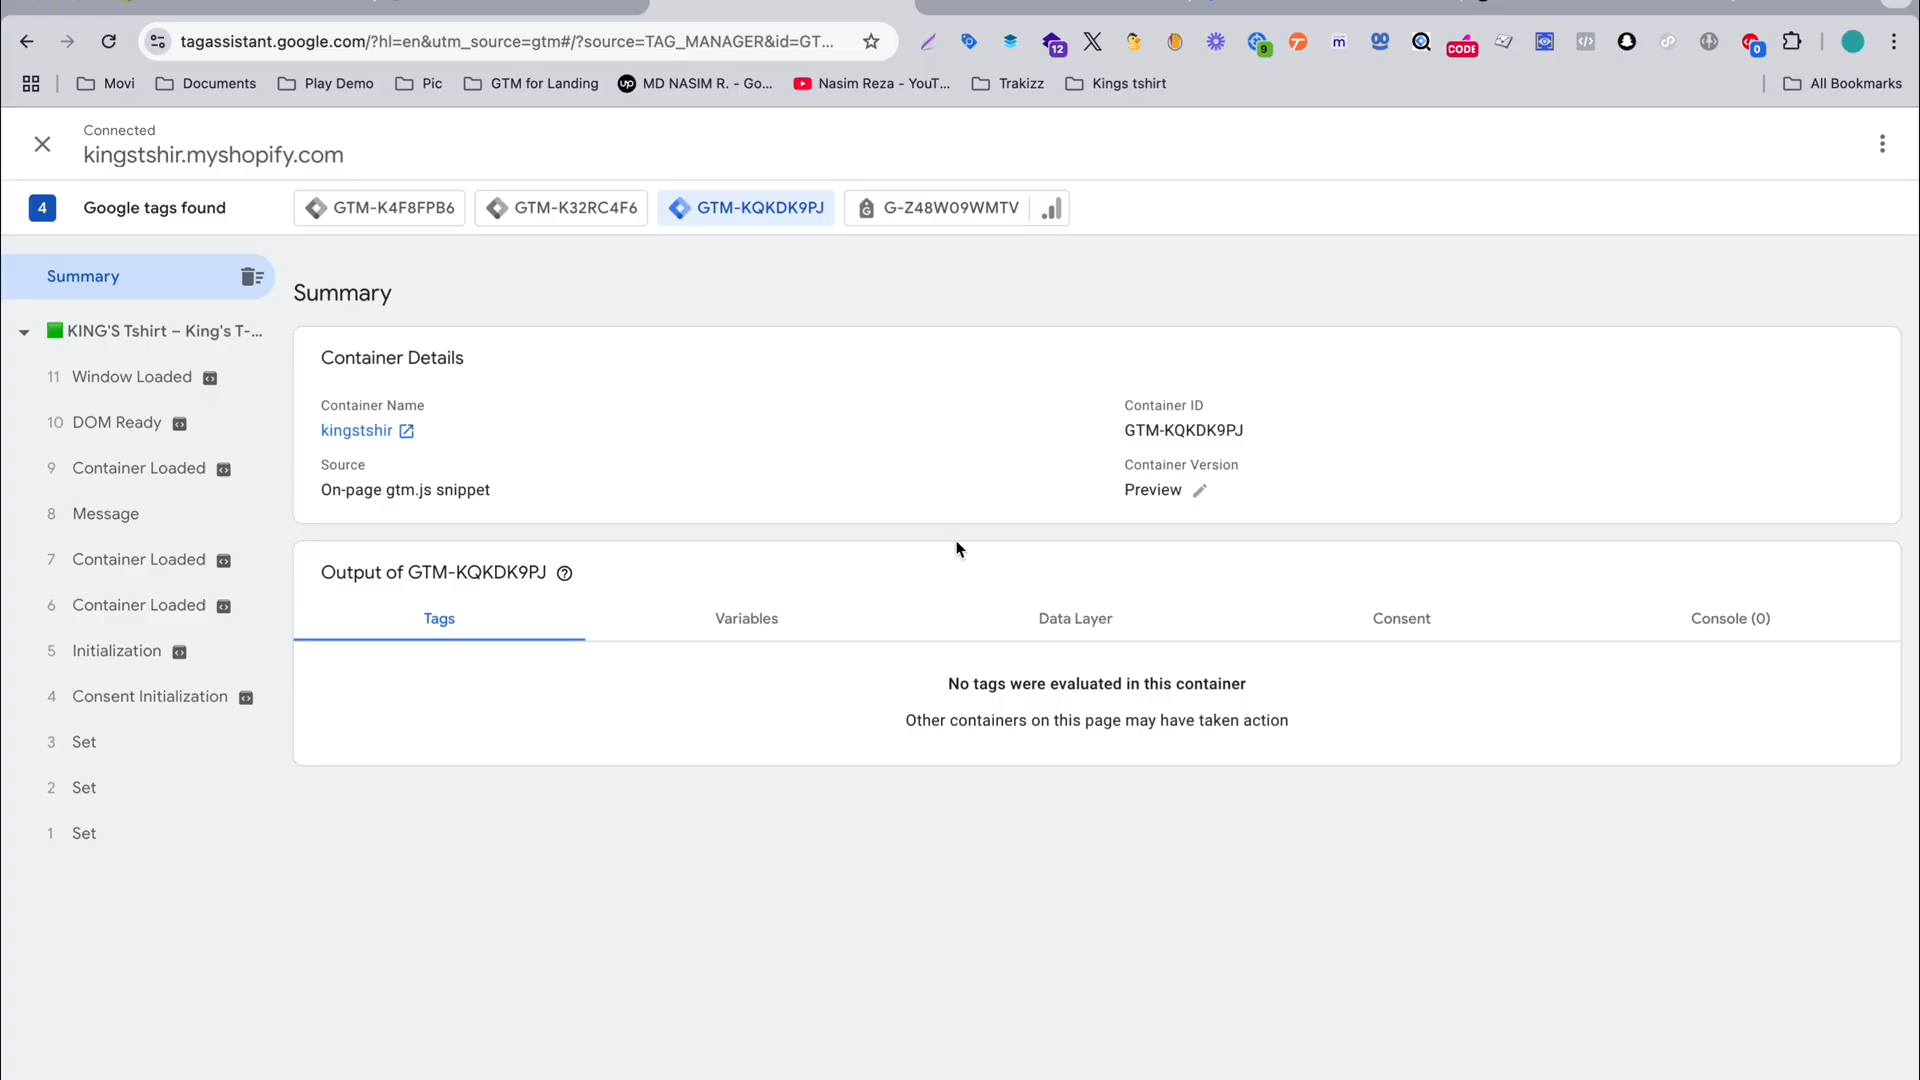 tagassistant.google.com/?hl=en&utm_source=gtm#/?source=TAG_MANAGER&id=GT...
12
9
m
CODE
0
Movi
Documents
Play Demo
Pic
GTM for Landing
up MD NASIM R. - Go...
Nasim Reza - YouT...
Trakizz
Kings tshirt
All Bookmarks
Connected
kingstshir.myshopify.com
4 Google tags found
GTM-K4F8FPB6
GTM-K32RC4F6
GTM-KQKDK9PJ
G-Z48W09WMTV
Summary
KING'S Tshirt – King's T-...
11 Window Loaded
10 DOM Ready
9 Container Loaded
8 Message
7 Container Loaded
6 Container Loaded
5 Initialization
4 Consent Initialization
3 Set
2 Set
1 Set
Summary
Container Details
Container Name
kingstshir
Container ID
GTM-KQKDK9PJ
Source
On-page gtm.js snippet
Container Version
Preview
Output of GTM-KQKDK9PJ
Tags
Variables
Data Layer
Consent
Console (0)
No tags were evaluated in this container
Other containers on this page may have taken action